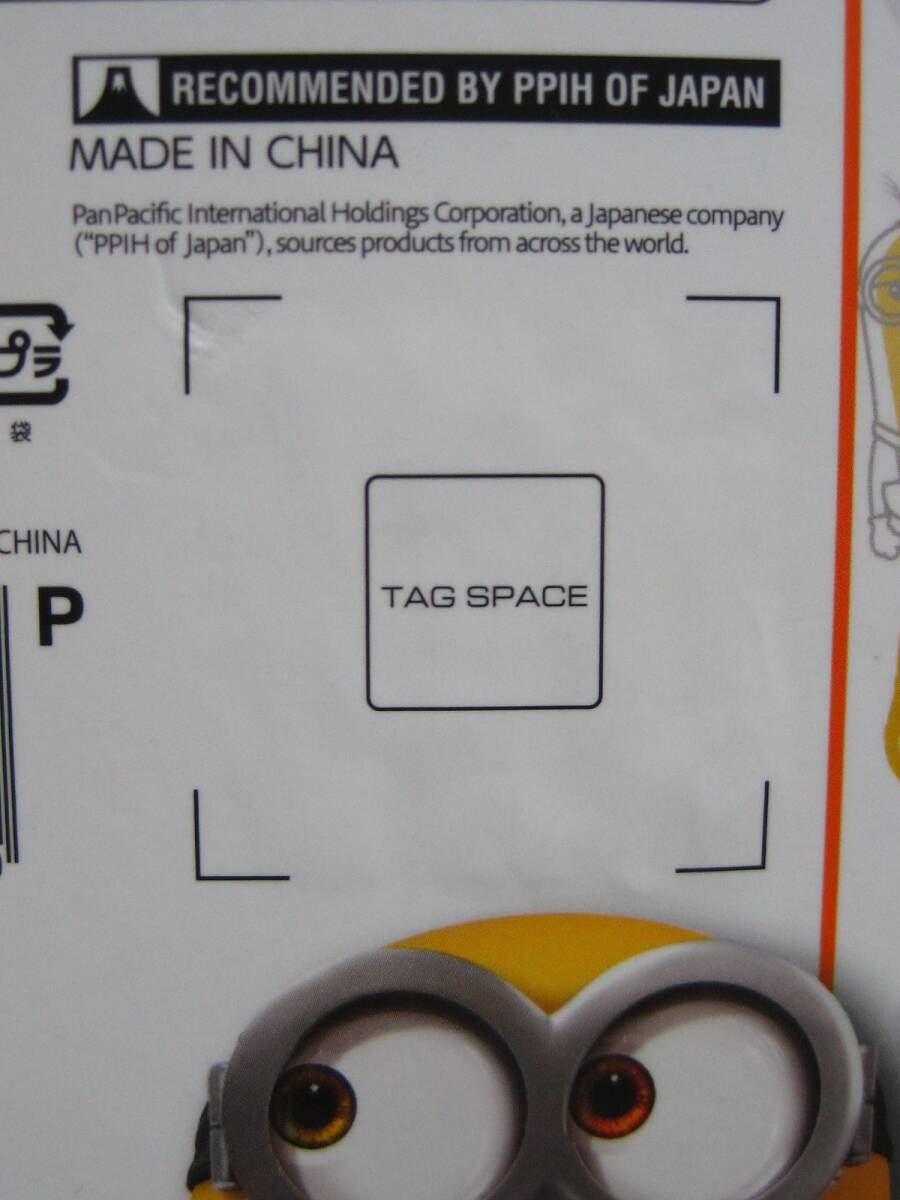 RECOMMENDED BY PPIH OF JAPAN
MADE IN CHINA
Pan Pacific International Holdings Corporation, a Japanese company
("PPIH of Japan"), sources products from across the world.
プラ
袋
CHINA
P
TAG SPACE